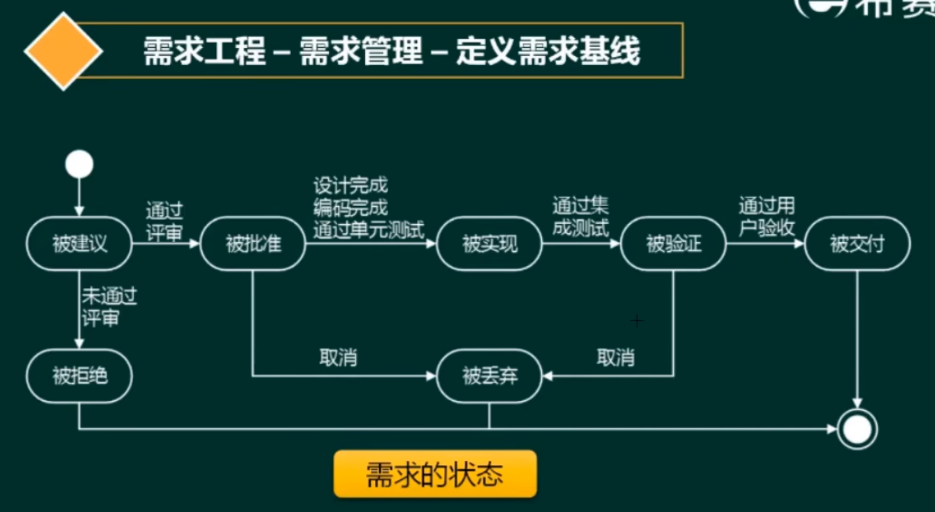 布赛
需求工程 – 需求管理 – 定义需求基线
设计完成
编码完成
通过单元测试
通过
评审
通过集
成测试
通过用
户验收
被建议
被批准
被实现
被验证
被交付
未通过
评审
取消
取消
被拒绝
被丢弃
需求的状态